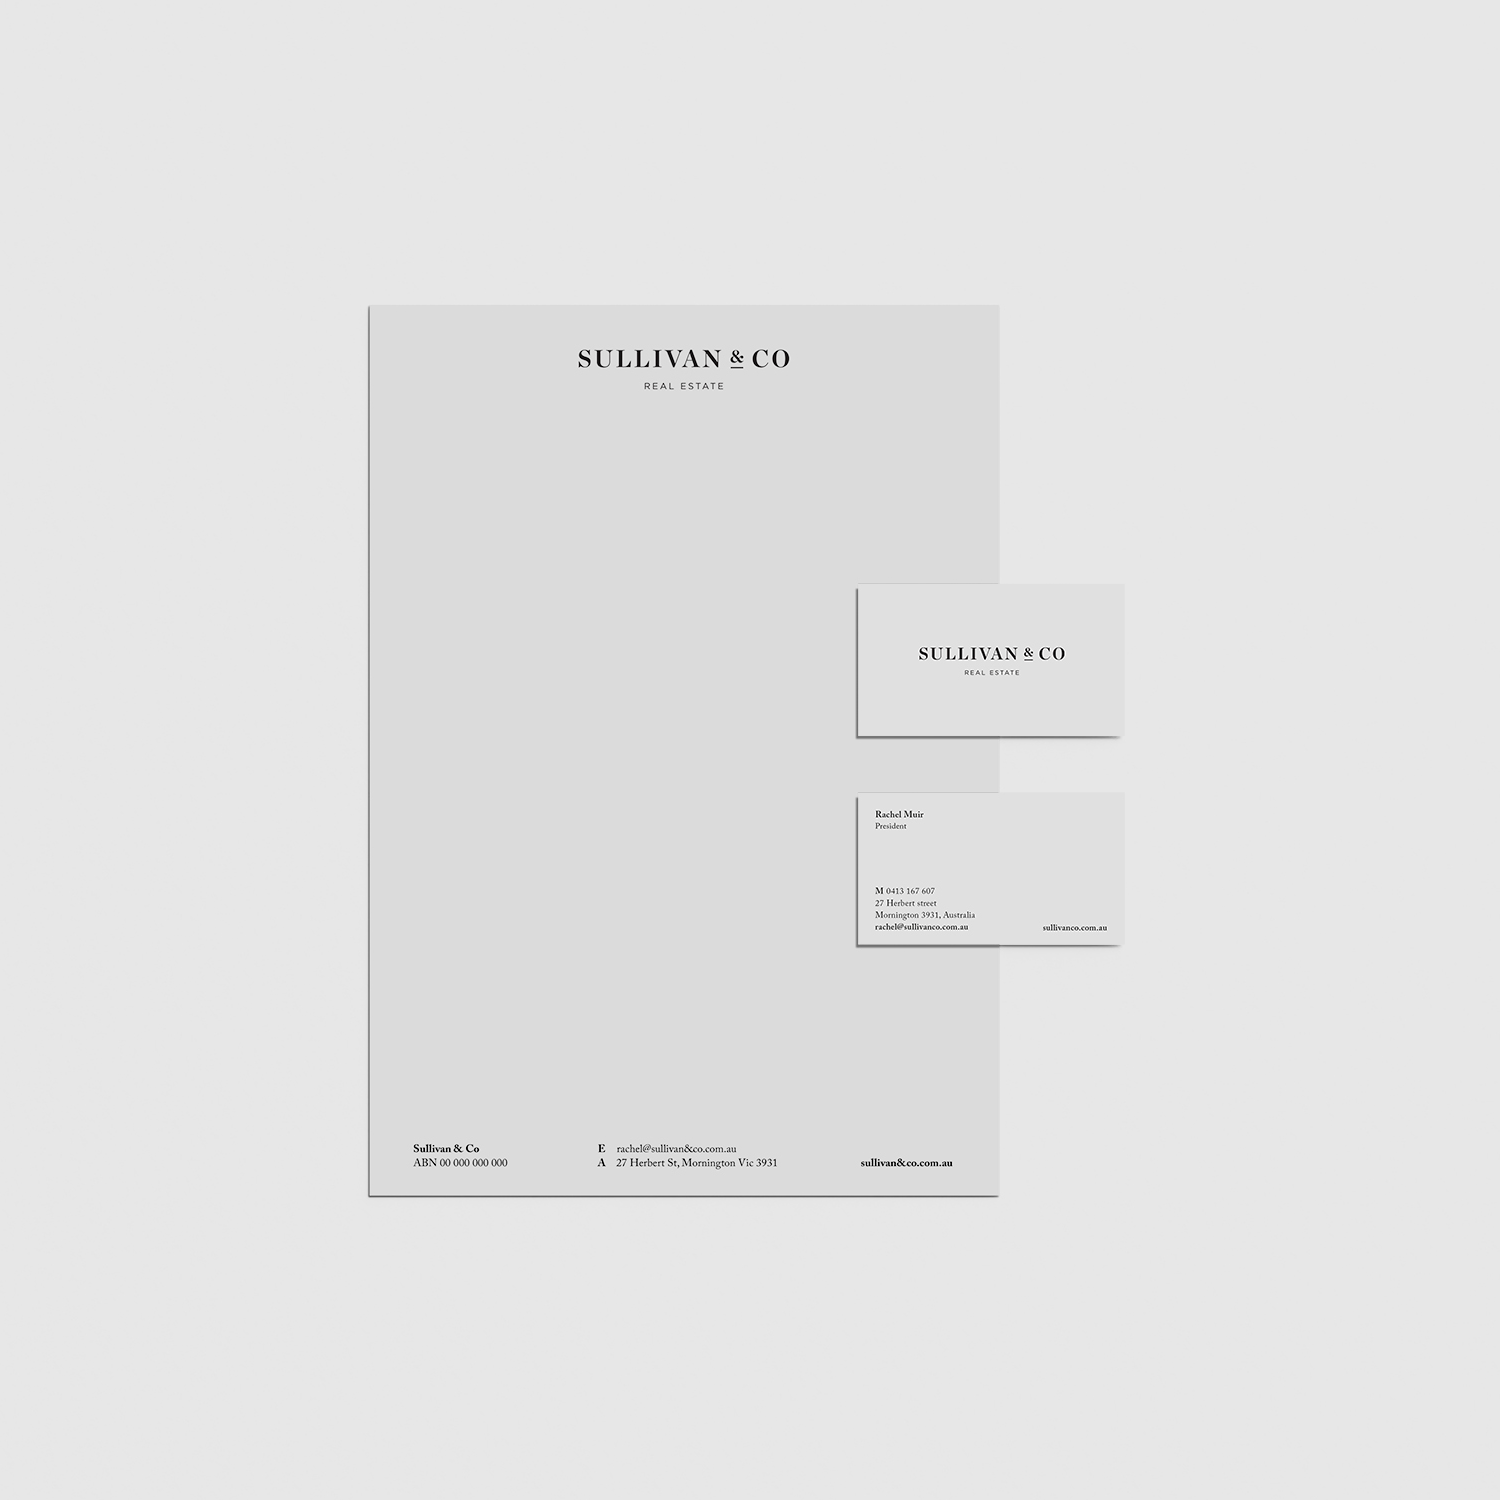 SULLIVAN & CO
REAL ESTATE
SULLIVAN & CO
REAL ESTATE
Rachel Muir
President
M 0413 167 607
27 Herbert street
Mornington 3931, Australia
rachel@sullivanco.com.au
sullivanco.com.au
Sullivan & Co
ABN 00 000 000 000
E rachel@sullivan&co.com.au
A 27 Herbert St, Mornington Vic 3931
sullivan&co.com.au